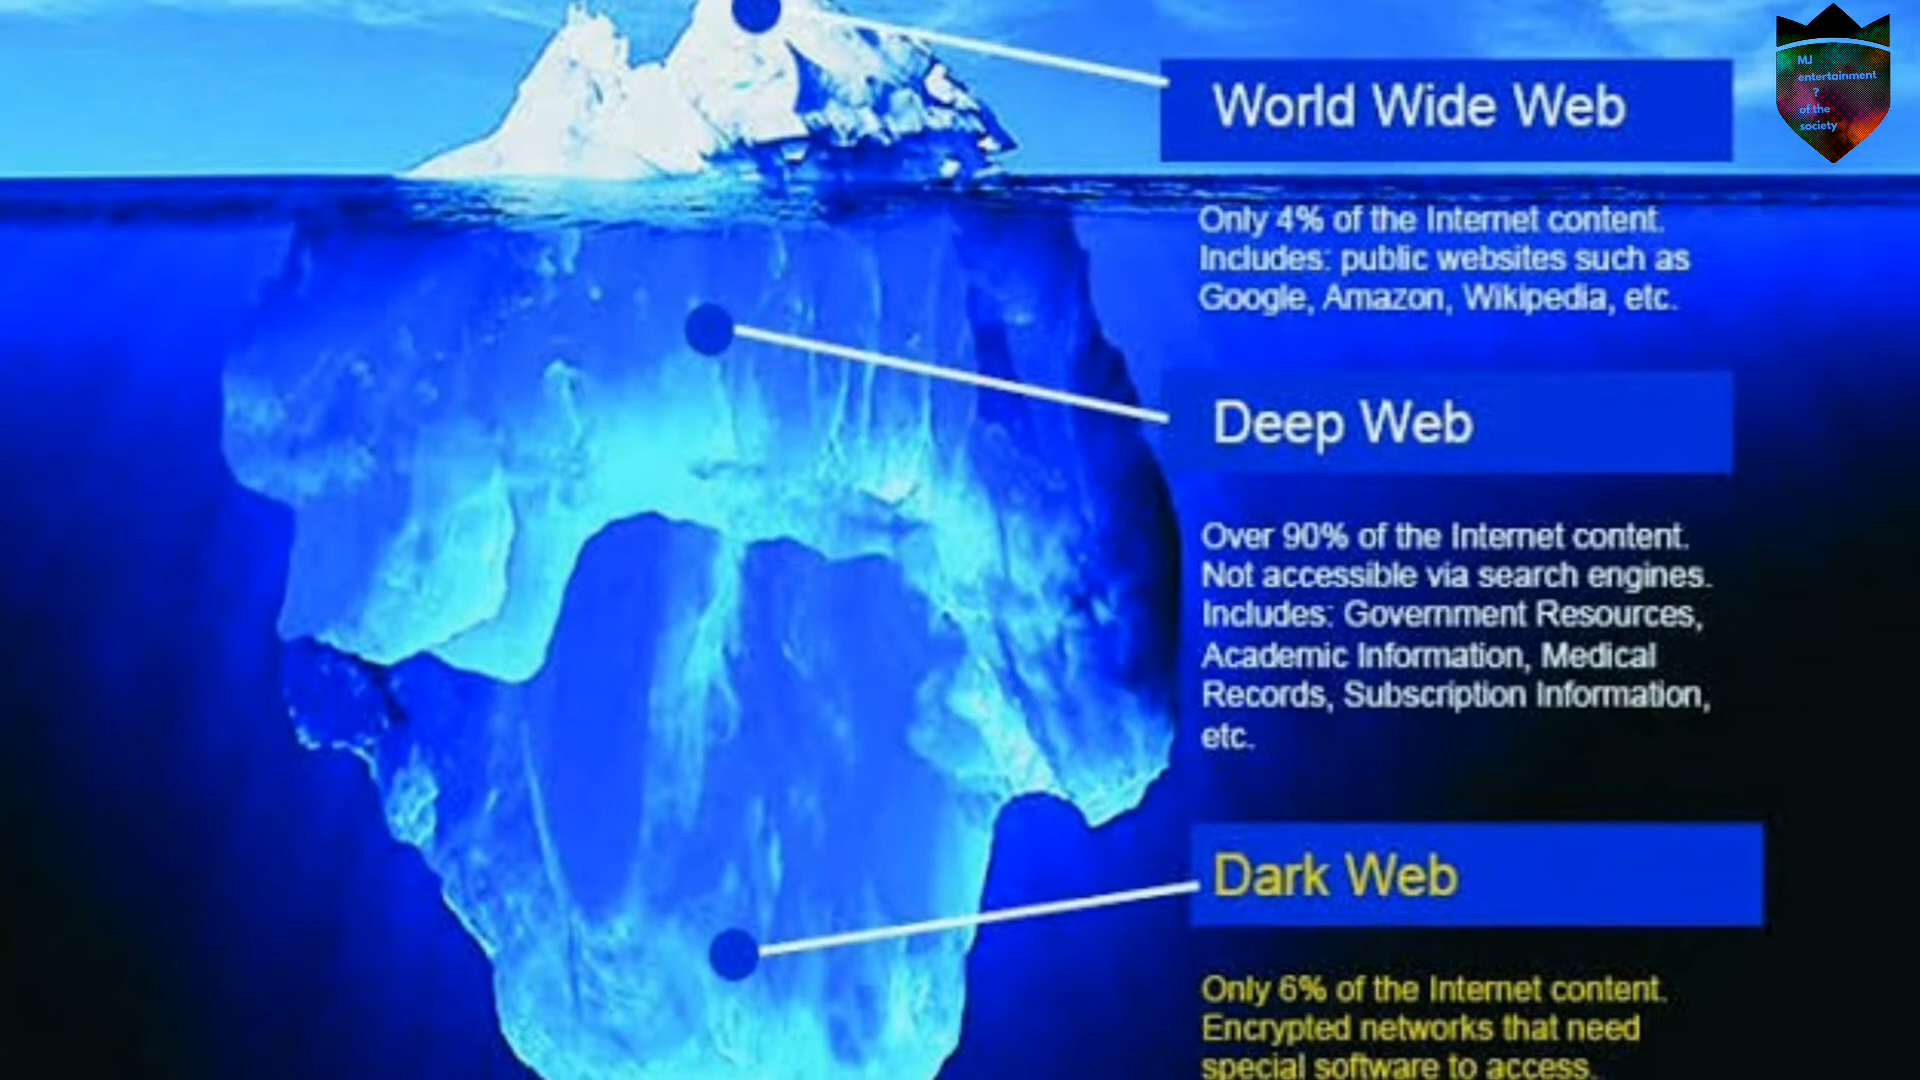 World Wide Web
MJ
entertainment
?
of the
society
Only 4% of the Internet content.
Includes: public websites such as
Google, Amazon, Wikipedia, etc.
Deep Web
Over 90% of the Internet content.
Not accessible via search engines.
Includes: Government Resources,
Academic Information, Medical
Records, Subscription Information,
etc.
Dark Web
Only 6% of the Internet content.
Encrypted networks that need
special software to access.